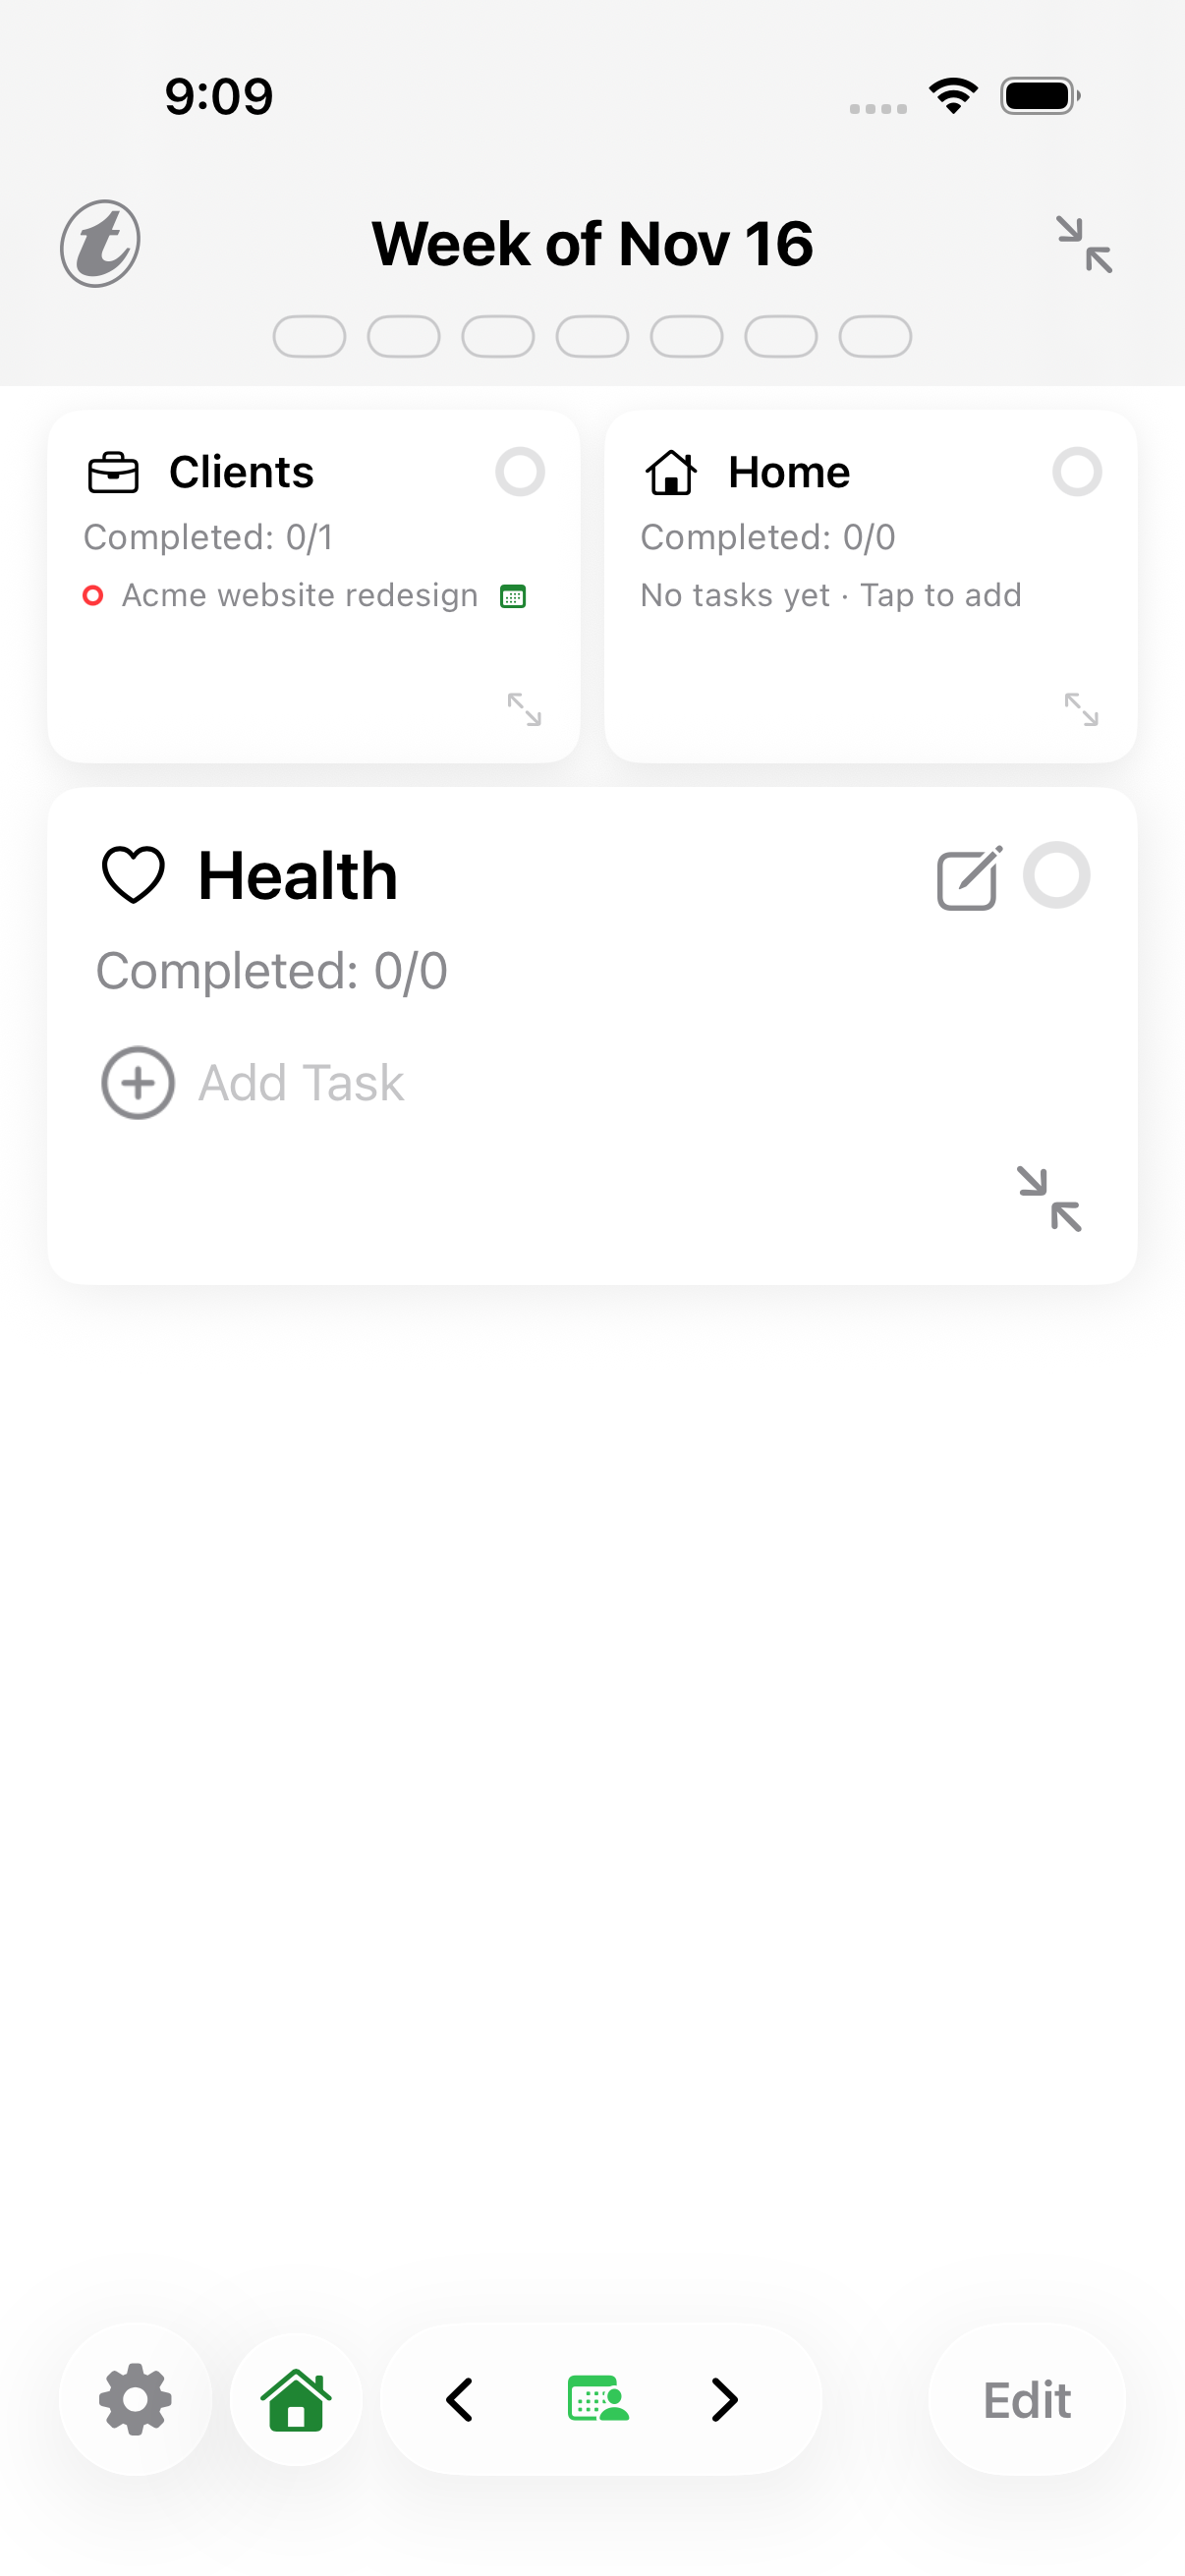 9:09
t
Week of Nov 16
Clients
Completed: 0/1
Acme website redesign
Home
Completed: 0/0
No tasks yet · Tap to add
Health
Completed: 0/0
Add Task
Edit